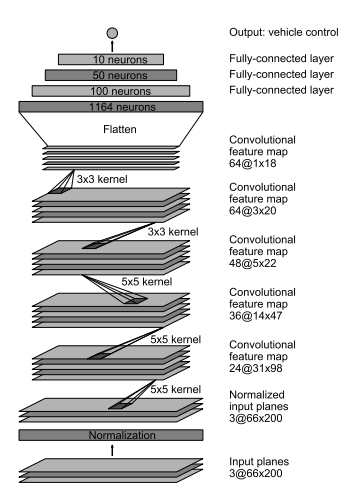 Output: vehicle control
10 neurons
Fully-connected layer
50 neurons
Fully-connected layer
100 neurons
Fully-connected layer
1164 neurons
Flatten
Convolutional
feature map
64@1x18
3x3 kernel
Convolutional
feature map
64@3x20
3x3 kernel
Convolutional
feature map
48@5x22
5x5 kernel
Convolutional
feature map
36@14x47
5x5 kernel
Convolutional
feature map
24@31x98
5x5 kernel
Normalized
input planes
3@66x200
Normalization
Input planes
3@66x200